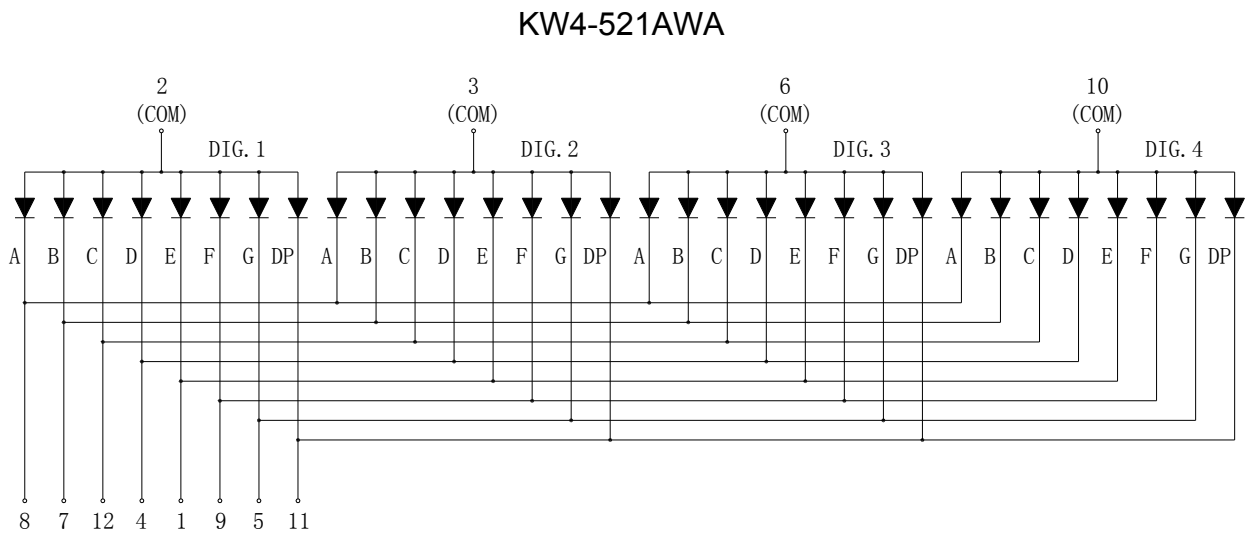 KW4-521AWA
2 3 6 10
(COM) (COM) (COM) (COM)
DIG. 1 DIG. 2 DIG. 3 DIG. 4
A B C D E F G DP A B C D E F G DP A B C D E F G DP A B C D E F G DP
8 7 12 4 1 9 5 11